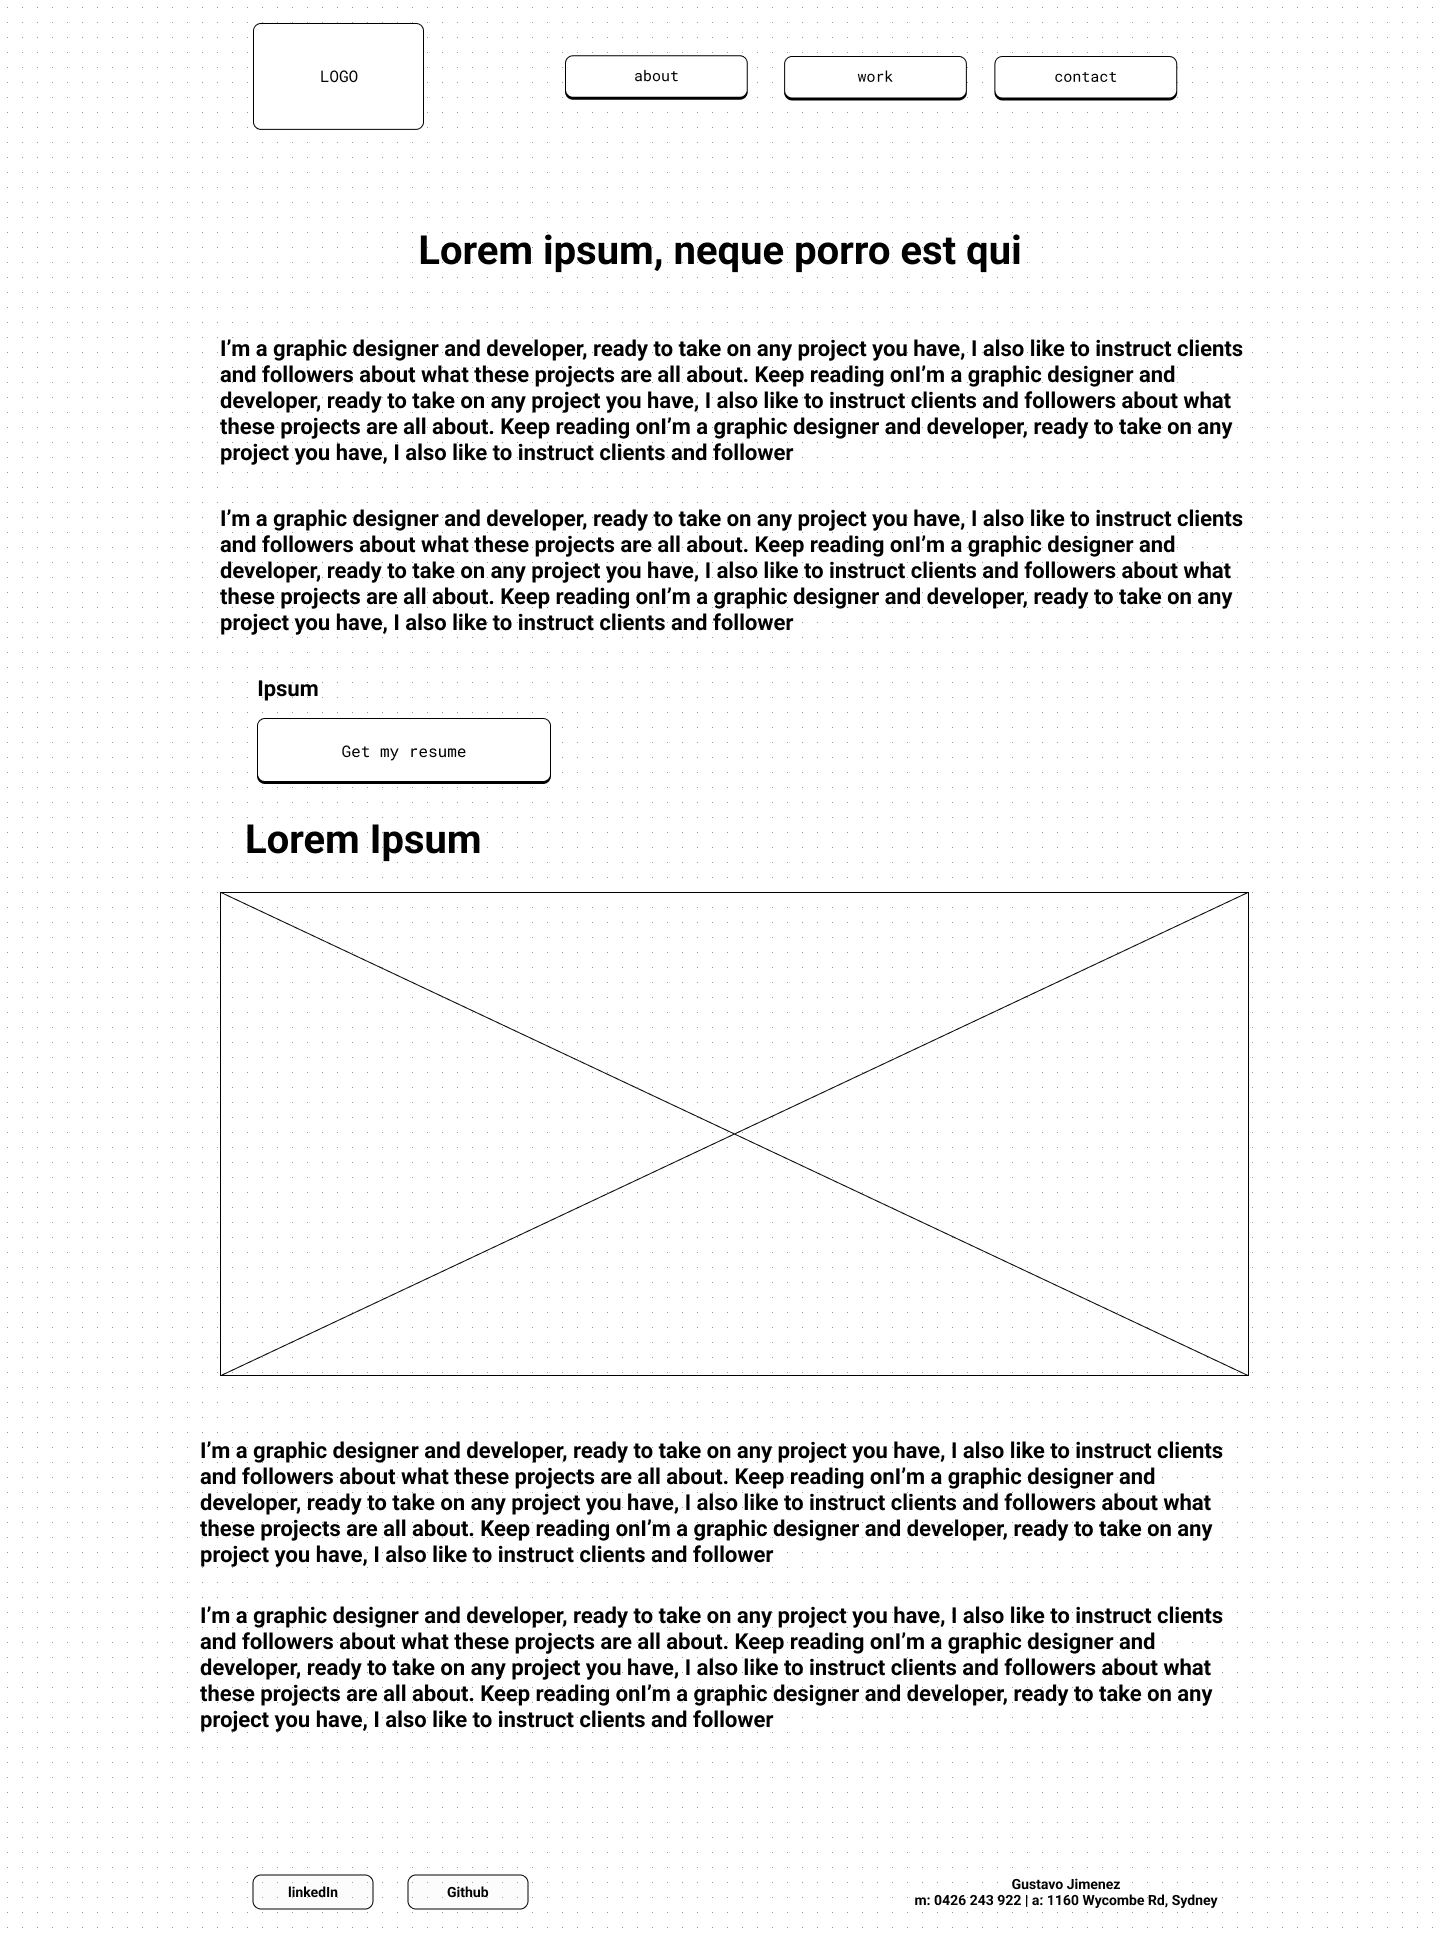 LOGO
about
work
contact
Lorem ipsum, neque porro est qui
I’m a graphic designer and developer, ready to take on any project you have, I also like to instruct clients
and followers about what these projects are all about. Keep reading onI’m a graphic designer and
developer, ready to take on any project you have, I also like to instruct clients and followers about what
these projects are all about. Keep reading onI’m a graphic designer and developer, ready to take on any
project you have, I also like to instruct clients and follower
I’m a graphic designer and developer, ready to take on any project you have, I also like to instruct clients
and followers about what these projects are all about. Keep reading onI’m a graphic designer and
developer, ready to take on any project you have, I also like to instruct clients and followers about what
these projects are all about. Keep reading onI’m a graphic designer and developer, ready to take on any
project you have, I also like to instruct clients and follower
Ipsum
Get my resume
Lorem Ipsum
I’m a graphic designer and developer, ready to take on any project you have, I also like to instruct clients
and followers about what these projects are all about. Keep reading onI’m a graphic designer and
developer, ready to take on any project you have, I also like to instruct clients and followers about what
these projects are all about. Keep reading onI’m a graphic designer and developer, ready to take on any
project you have, I also like to instruct clients and follower
I’m a graphic designer and developer, ready to take on any project you have, I also like to instruct clients
and followers about what these projects are all about. Keep reading onI’m a graphic designer and
developer, ready to take on any project you have, I also like to instruct clients and followers about what
these projects are all about. Keep reading onI’m a graphic designer and developer, ready to take on any
project you have, I also like to instruct clients and follower
linkedIn
Github
Gustavo Jimenez
m: 0426 243 922 | a: 1160 Wycombe Rd, Sydney